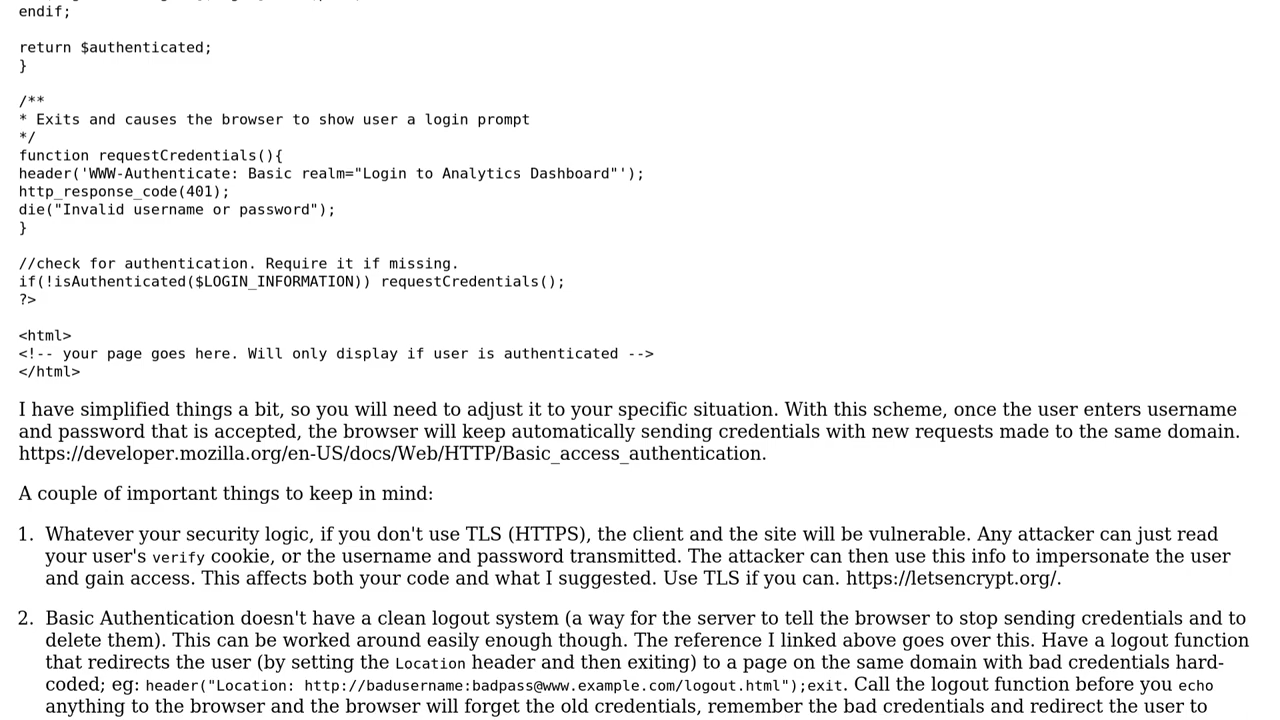 endif;
return $authenticated;
}
/**
* Exits and causes the browser to show user a login prompt
*/
function requestCredentials(){
header('WWW-Authenticate: Basic realm="Login to Analytics Dashboard"');
http_response_code(401);
die("Invalid username or password");
}
//check for authentication. Require it if missing.
if(!isAuthenticated($LOGIN_INFORMATION)) requestCredentials();
?>
<html>
<!-- your page goes here. Will only display if user is authenticated -->
</html>
I have simplified things a bit, so you will need to adjust it to your specific situation. With this scheme, once the user enters username
and password that is accepted, the browser will keep automatically sending credentials with new requests made to the same domain.
https://developer.mozilla.org/en-US/docs/Web/HTTP/Basic_access_authentication.
A couple of important things to keep in mind:
1. Whatever your security logic, if you don't use TLS (HTTPS), the client and the site will be vulnerable. Any attacker can just read
your user's verify cookie, or the username and password transmitted. The attacker can then use this info to impersonate the user
and gain access. This affects both your code and what I suggested. Use TLS if you can. https://letsencrypt.org/.
2. Basic Authentication doesn't have a clean logout system (a way for the server to tell the browser to stop sending credentials and to
delete them). This can be worked around easily enough though. The reference I linked above goes over this. Have a logout function
that redirects the user (by setting the Location header and then exiting) to a page on the same domain with bad credentials hard-
coded; eg: header("Location: http://badusername:badpass@www.example.com/logout.html");exit. Call the logout function before you echo
anything to the browser and the browser will forget the old credentials, remember the bad credentials and redirect the user to